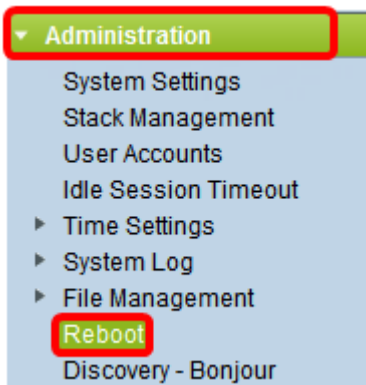 Administration
System Settings
Stack Management
User Accounts
Idle Session Timeout
Time Settings
System Log
File Management
Reboot
Discovery - Bonjour